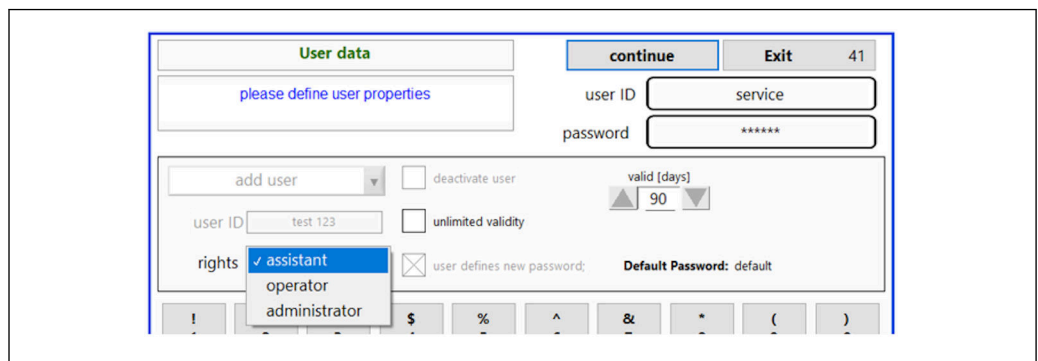 User data
continue
Exit 41
please define user properties
user ID service
password ******
add user
deactivate user
valid [days]
90
user ID test 123
unlimited validity
rights ✓ assistant
user defines new password;
Default Password: default
operator
administrator
! $ % ^ & * ( )